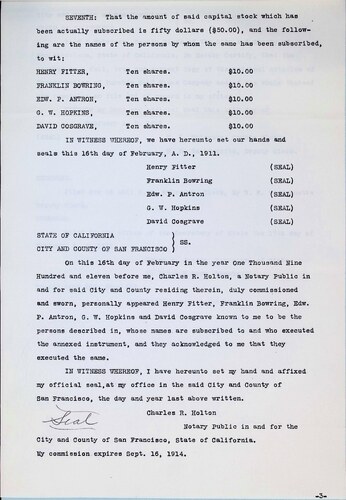 SEVENTH: That the amount of said capital stock which has
been actually subscribed is fifty dollars ($50.00), and the follow-
ing are the names of the persons by whom the same has been subscribed,
to wit:
HENRY FITTER, Ten shares. $10.00
FRANKLIN BOWRING, Ten shares. $10.00
EDW. P. ANTRON, Ten shares. $10.00
G. W. HOPKINS, Ten shares. $10.00
DAVID COSGRAVE, Ten shares. $10.00
IN WITNESS WHEREOF, we have hereunto set our hands and
seals this 16th day of February, A. D., 1911.
Henry Fitter (SEAL)
Franklin Bowring (SEAL)
Edw. P. Antron (SEAL)
G. W. Hopkins (SEAL)
David Cosgrave (SEAL)
STATE OF CALIFORNIA
CITY AND COUNTY OF SAN FRANCISCO } SS.
On this 16th day of February in the year One Thousand Nine
Hundred and eleven before me, Charles R. Holton, a Notary Public in
and for said City and County residing therein, duly commissioned
and sworn, personally appeared Henry Fitter, Franklin Bowring, Edw.
P. Antron, G. W. Hopkins and David Cosgrave known to me to be the
persons described in, whose names are subscribed to and who executed
the annexed instrument, and they acknowledged to me that they
executed the same.
IN WITNESS WHEREOF, I have hereunto set my hand and affixed
my official seal,at my office in the said City and County of
San Francisco, the day and year last above written.
Charles R. Holton
Seal
Notary Public in and for the
City and County of San Francisco, State of California.
My commission expires Sept. 16, 1914.
-3-